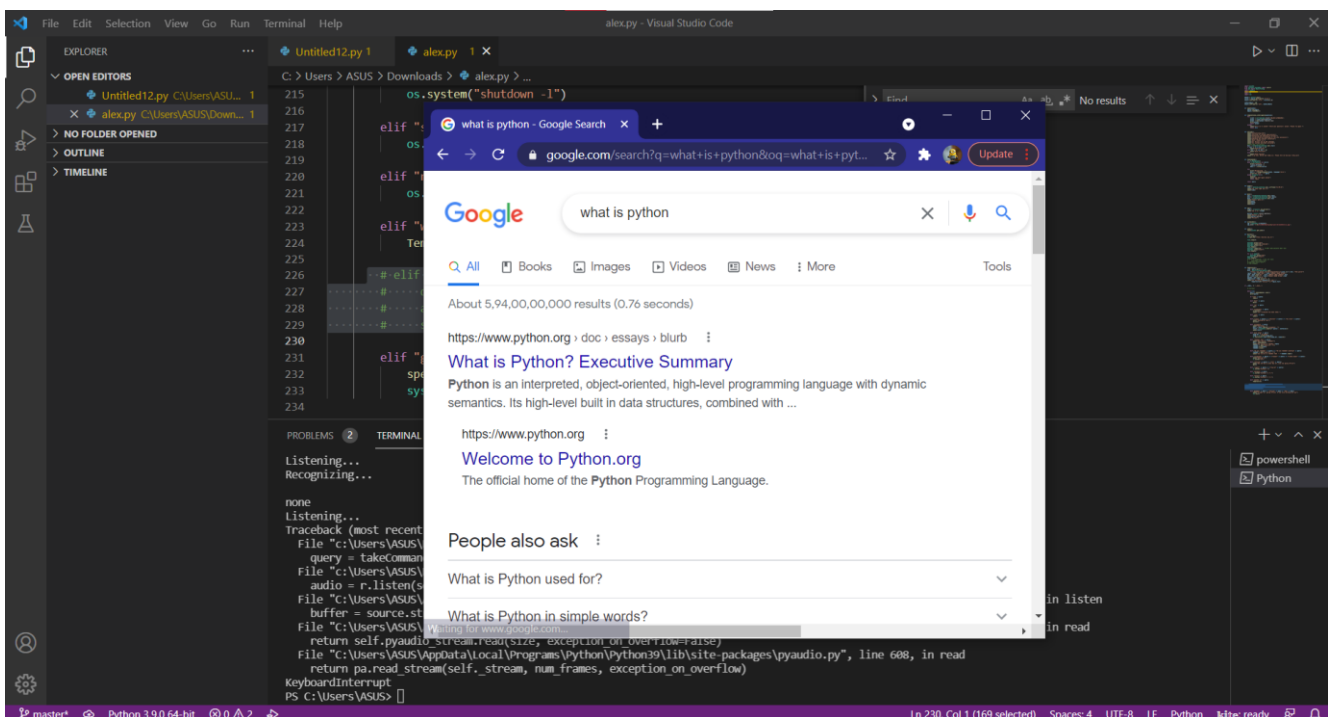 File Edit Selection View Go Run Terminal Help
alex.py - Visual Studio Code
EXPLORER
Untitled12.py 1
alex.py 1
OPEN EDITORS
Untitled12.py C:\Users\ASU... 1
alex.py C:\Users\ASUS\Down... 1
NO FOLDER OPENED
OUTLINE
TIMELINE
C: > Users > ASUS > Downloads > alex.py > ...
Find
No results
215 os.system("shutdown -l")
216
217 elif "s
218 os.
219
220 elif "r
221 os.
222
223 elif "w
224 Te
225
226 # elif
227 #
228 #
229 #
230
231 elif "p
232 spe
233 sys
234
what is python - Google Search
google.com/search?q=what+is+python&oq=what+is+pyt...
Update
Google
what is python
All Books Images Videos News More Tools
About 5,94,00,00,000 results (0.76 seconds)
https://www.python.org › doc › essays › blurb
What is Python? Executive Summary
Python is an interpreted, object-oriented, high-level programming language with dynamic
semantics. Its high-level built in data structures, combined with ...
https://www.python.org
Welcome to Python.org
The official home of the Python Programming Language.
People also ask
What is Python used for?
What is Python in simple words?
Waiting for www.google.com...
PROBLEMS 2 TERMINAL
powershell
Python
Listening...
Recognizing...
none
Listening...
Traceback (most recent
File "c:\Users\ASUS\
query = takeComman
File "c:\Users\ASUS\
audio = r.listen(s
File "C:\Users\ASUS\ in listen
buffer = source.st
File "C:\Users\ASUS\ in read
return self.pyaudio_stream.read(size, exception_on_overflow=False)
File "C:\Users\ASUS\AppData\Local\Programs\Python\Python39\lib\site-packages\pyaudio.py", line 608, in read
return pa.read_stream(self._stream, num_frames, exception_on_overflow)
KeyboardInterrupt
PS C:\Users\ASUS>
master* Python 3.9.0 64-bit 0 2
Ln 230, Col 1 (169 selected) Spaces: 4 UTF-8 LF Python kite: ready